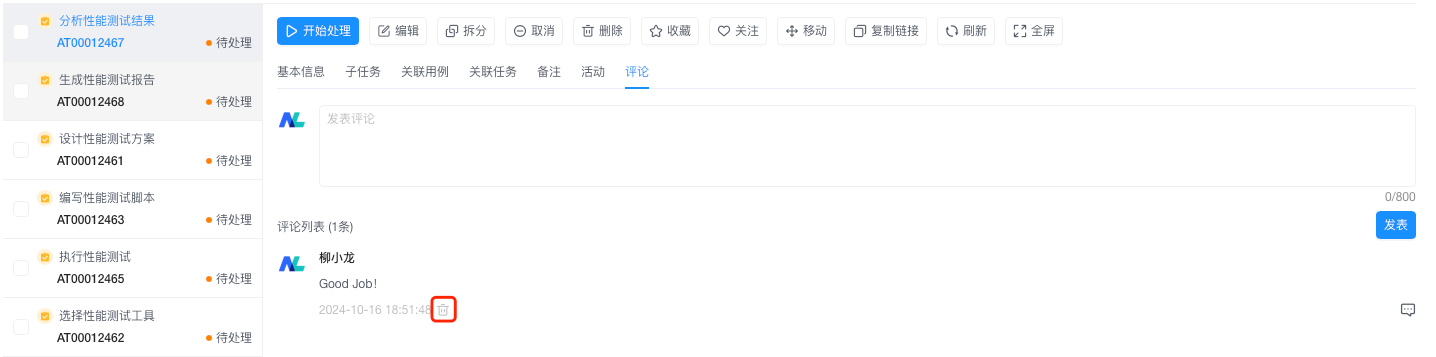 分析性能测试结果
AT00012467 待处理
生成性能测试报告
AT00012468 待处理
设计性能测试方案
AT00012461 待处理
编写性能测试脚本
AT00012463 待处理
执行性能测试
AT00012465 待处理
选择性能测试工具
AT00012462 待处理
开始处理 编辑 拆分 取消 删除 收藏 关注 移动 复制链接 刷新 全屏
基本信息 子任务 关联用例 关联任务 备注 活动 评论
发表评论
0/800
评论列表 (1条) 发表
柳小龙
Good Job!
2024-10-16 18:51:48